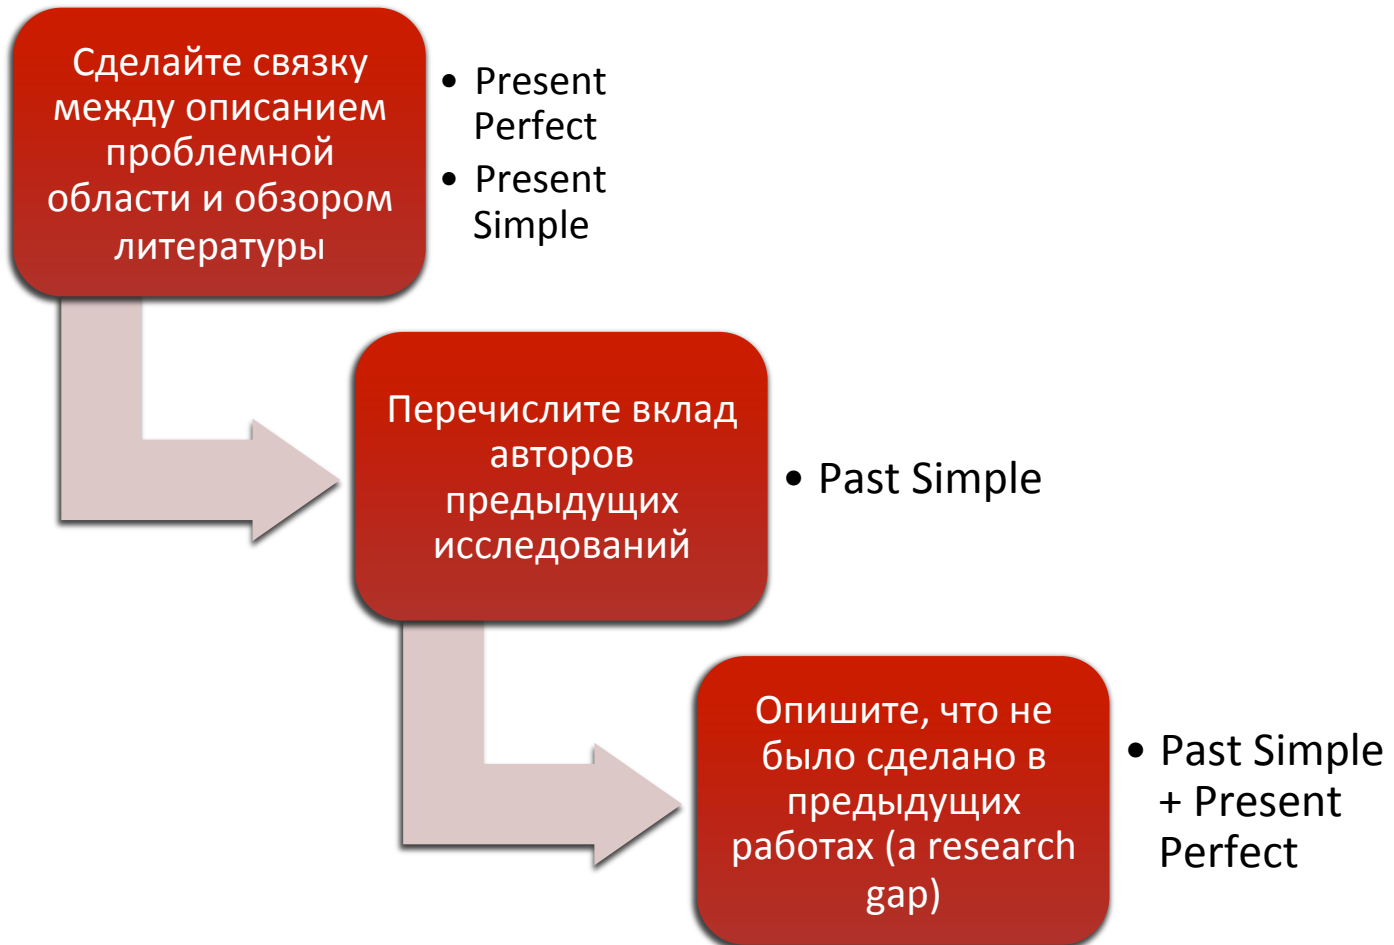 Сделайте связку
между описанием
проблемной
области и обзором
литературы
• Present
Perfect
• Present
Simple
Перечислите вклад
авторов
предыдущих
исследований
• Past Simple
Опишите, что не
было сделано в
предыдущих
работах (a research
gap)
• Past Simple
+ Present
Perfect